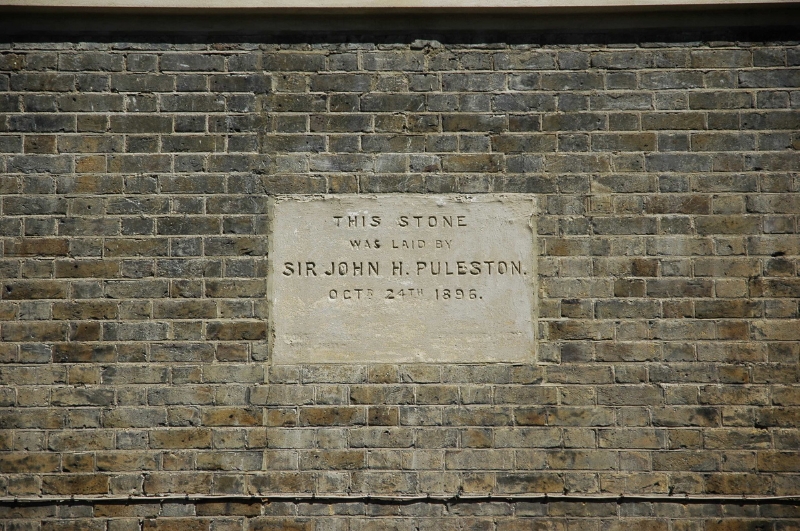 THIS STONE
WAS LAID BY
SIR JOHN H. PULESTON.
OCTR 24TH 1896.